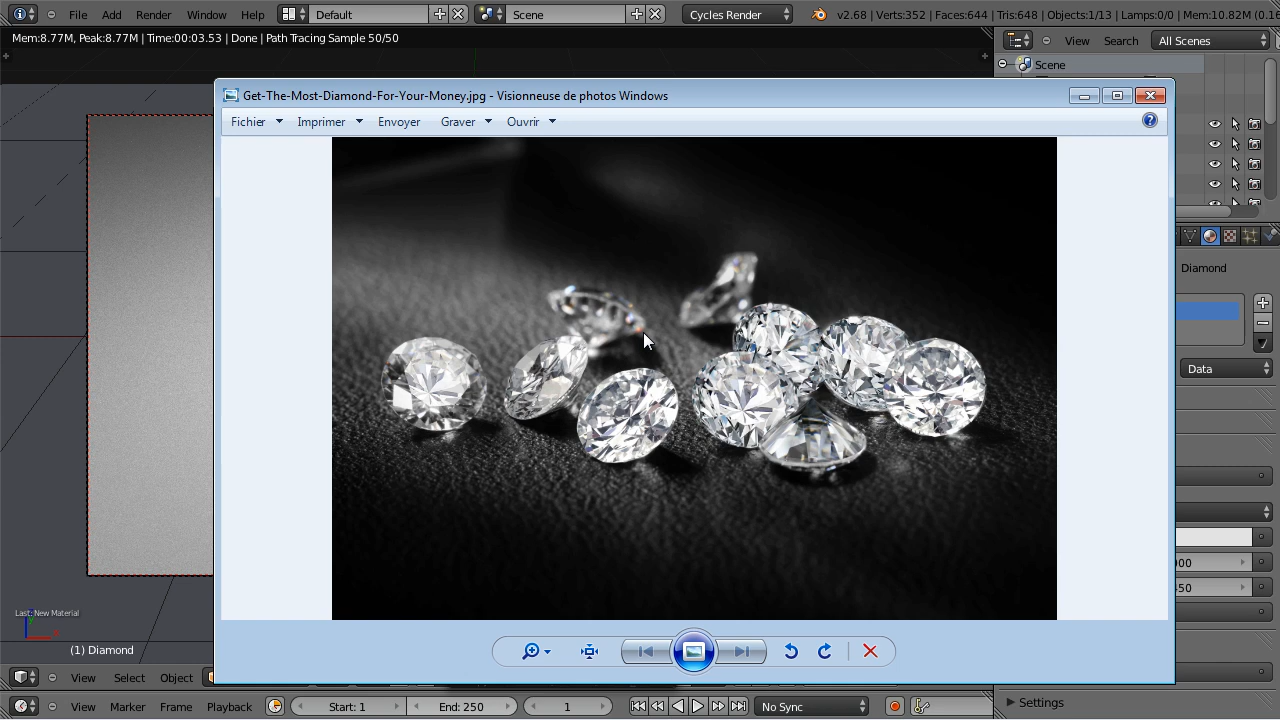 File Add Render Window Help Default Scene Cycles Render v2.68 | Verts:352 | Faces:644 | Tris:648 | Objects:1/13 | Lamps:0/0 | Mem:10.82M (0.16
Mem:8.77M, Peak:8.77M | Time:00:03.53 | Done | Path Tracing Sample 50/50
View Search All Scenes
Scene
Get-The-Most-Diamond-For-Your-Money.jpg - Visionneuse de photos Windows
Fichier Imprimer Envoyer Graver Ouvrir
Diamond
Data
Last: New Material
(1) Diamond
View Select Object
View Marker Frame Playback Start: 1 End: 250 1 No Sync
Settings